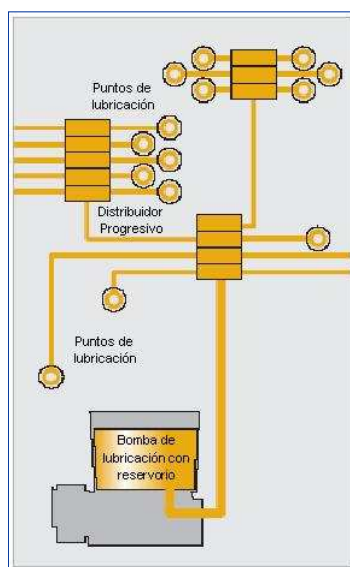 Puntos de
lubricación
Distribuidor
Progresivo
Puntos de
lubricación
Bomba de
lubricación con
reservorio